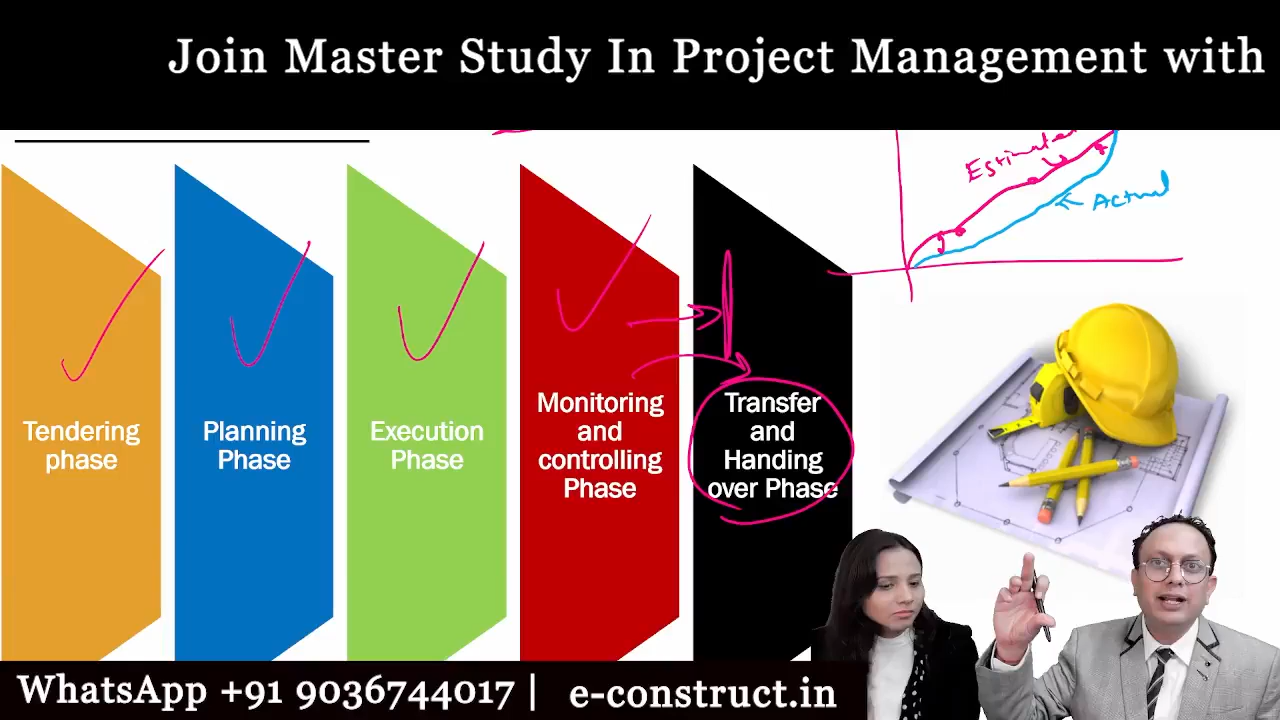 Join Master Study In Project Management with
Estimated
Actual
Tendering
phase
Planning
Phase
Execution
Phase
Monitoring
and
controlling
Phase
Transfer
and
Handing
over Phase
WhatsApp +91 9036744017 | e-construct.in